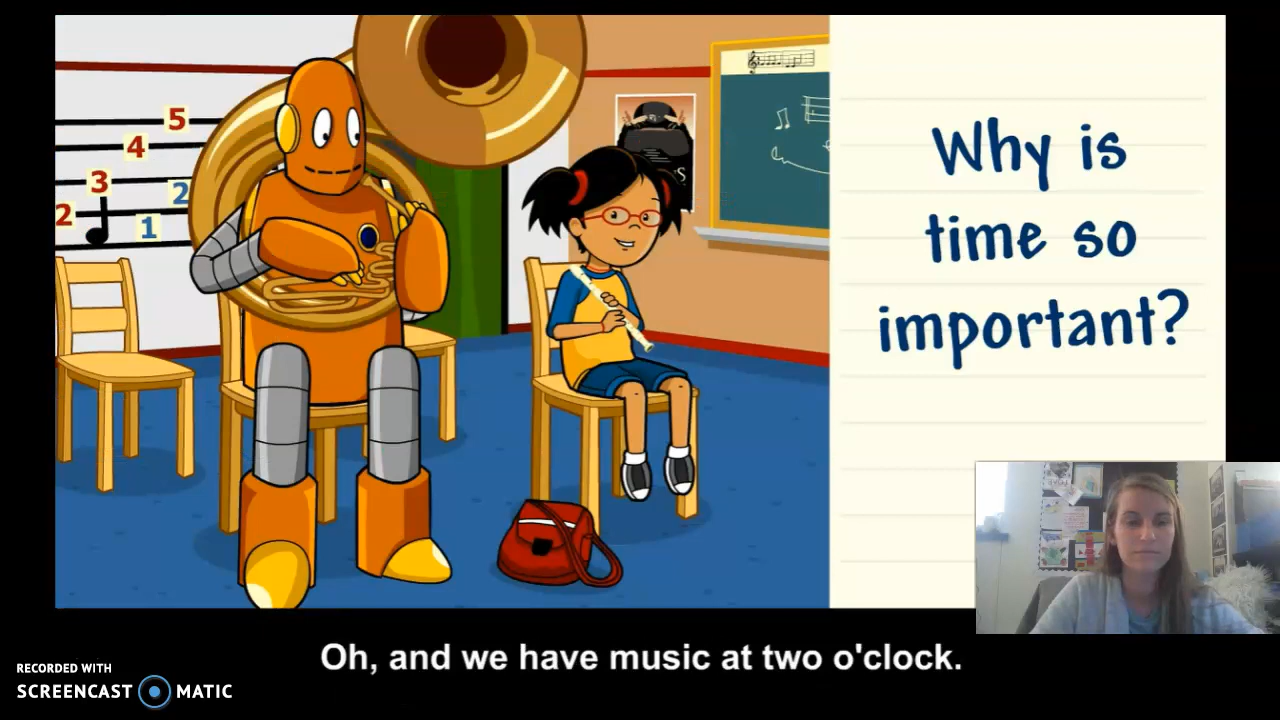 5
4
3
2
2
1
Why is
time so
important?
Oh, and we have music at two o'clock.
RECORDED WITH
SCREENCAST MATIC